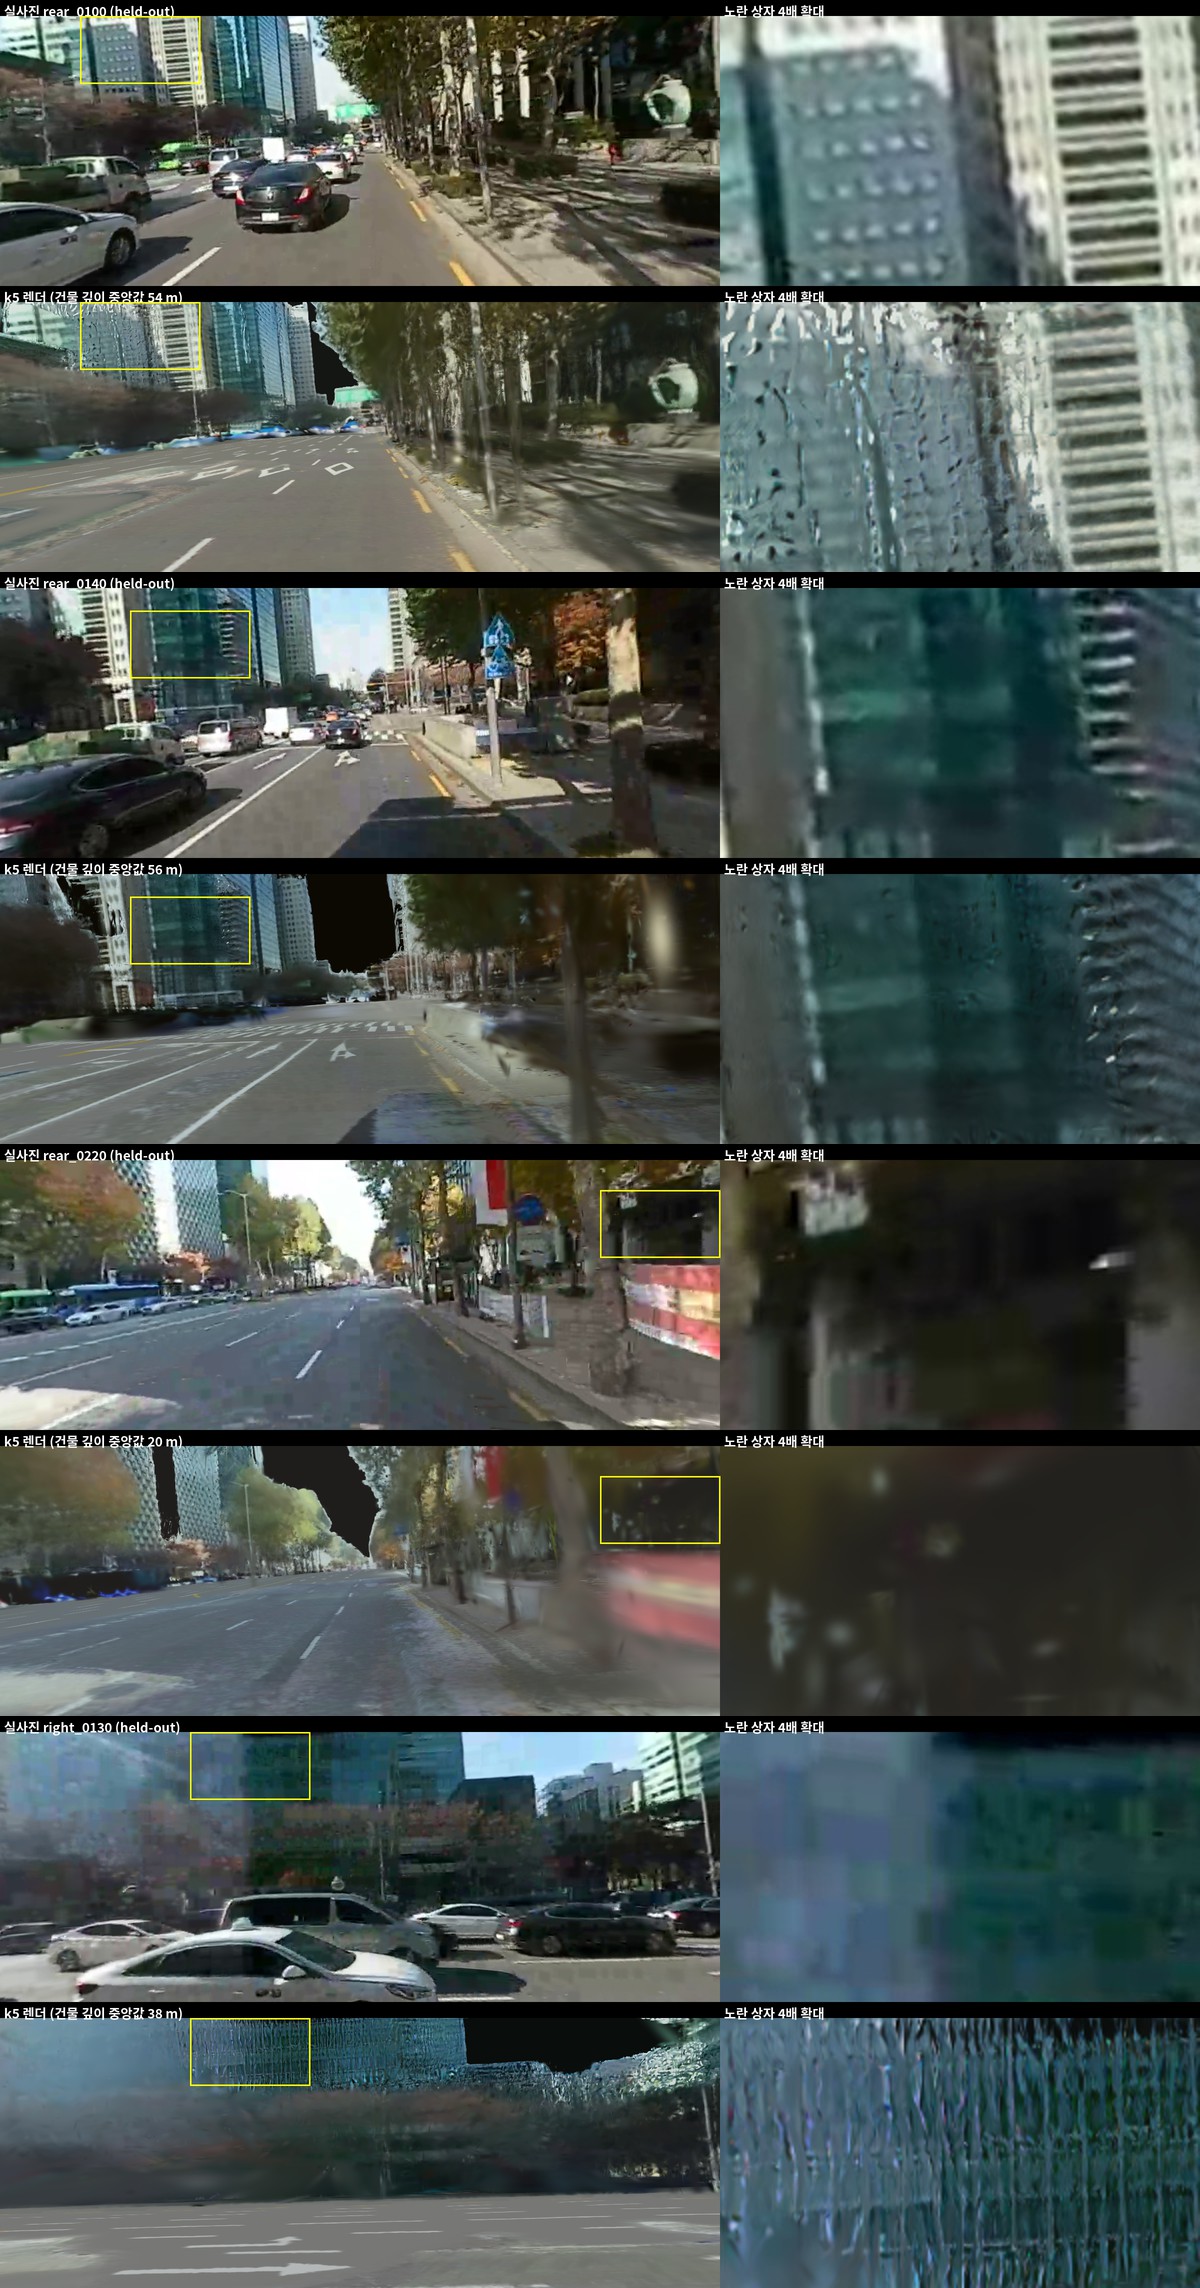 실사진 rear_0100 (held-out)
노란 상자 4배 확대
k5 렌더 (건물 깊이 중앙값 54 m)
노란 상자 4배 확대
실사진 rear_0140 (held-out)
노란 상자 4배 확대
k5 렌더 (건물 깊이 중앙값 56 m)
노란 상자 4배 확대
실사진 rear_0220 (held-out)
노란 상자 4배 확대
k5 렌더 (건물 깊이 중앙값 20 m)
노란 상자 4배 확대
실사진 right_0130 (held-out)
노란 상자 4배 확대
k5 렌더 (건물 깊이 중앙값 38 m)
노란 상자 4배 확대